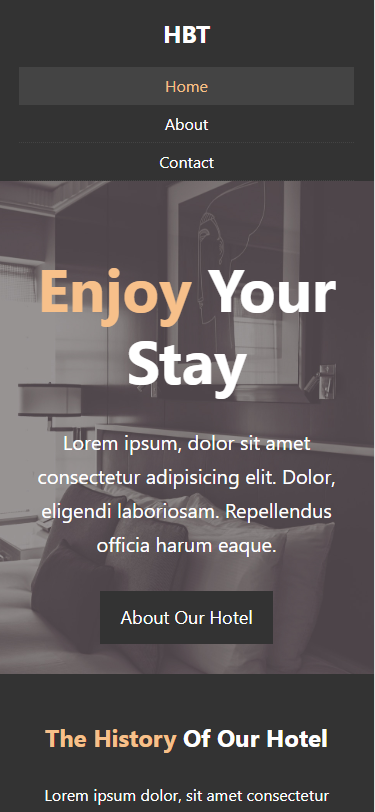 HBT
Home
About
Contact
Enjoy Your
Stay
Lorem ipsum, dolor sit amet
consectetur adipisicing elit. Dolor,
eligendi laboriosam. Repellendus
officia harum eaque.
About Our Hotel
The History Of Our Hotel
Lorem ipsum dolor, sit amet consectetur